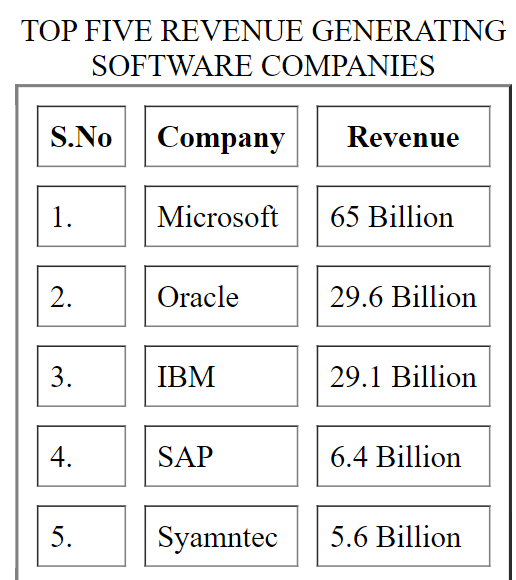 TOP FIVE REVENUE GENERATING
SOFTWARE COMPANIES
S.No Company Revenue
1. Microsoft 65 Billion
2. Oracle 29.6 Billion
3. IBM 29.1 Billion
4. SAP 6.4 Billion
5. Syamntec 5.6 Billion